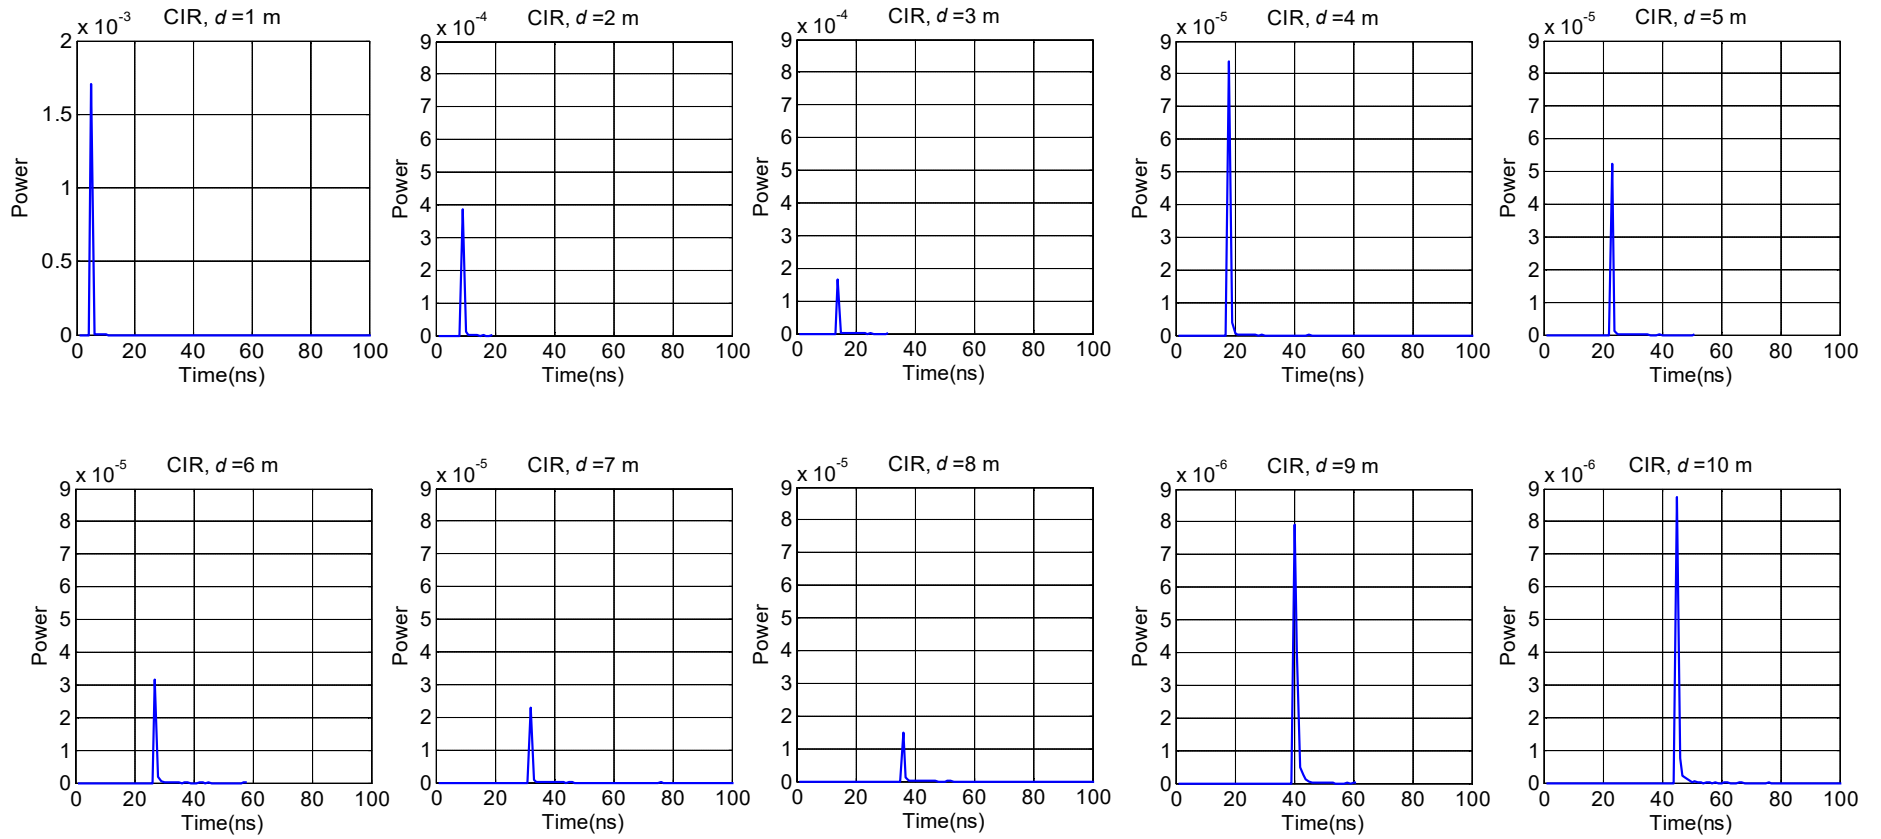 CIR, d =1 m
x 10-3
2
1.5
1
0.5
0
Power
0 20 40 60 80 100
Time(ns)
CIR, d =2 m
x 10-4
9
8
7
6
5
4
3
2
1
0
Power
0 20 40 60 80 100
Time(ns)
CIR, d =3 m
x 10-4
9
8
7
6
5
4
3
2
1
0
Power
0 20 40 60 80 100
Time(ns)
CIR, d =4 m
x 10-5
9
8
7
6
5
4
3
2
1
0
Power
0 20 40 60 80 100
Time(ns)
CIR, d =5 m
x 10-5
9
8
7
6
5
4
3
2
1
0
Power
0 20 40 60 80 100
Time(ns)
CIR, d =6 m
x 10-5
9
8
7
6
5
4
3
2
1
0
Power
0 20 40 60 80 100
Time(ns)
CIR, d =7 m
x 10-5
9
8
7
6
5
4
3
2
1
0
Power
0 20 40 60 80 100
Time(ns)
CIR, d =8 m
x 10-5
9
8
7
6
5
4
3
2
1
0
Power
0 20 40 60 80 100
Time(ns)
CIR, d =9 m
x 10-6
9
8
7
6
5
4
3
2
1
0
Power
0 20 40 60 80 100
Time(ns)
CIR, d =10 m
x 10-6
9
8
7
6
5
4
3
2
1
0
Power
0 20 40 60 80 100
Time(ns)